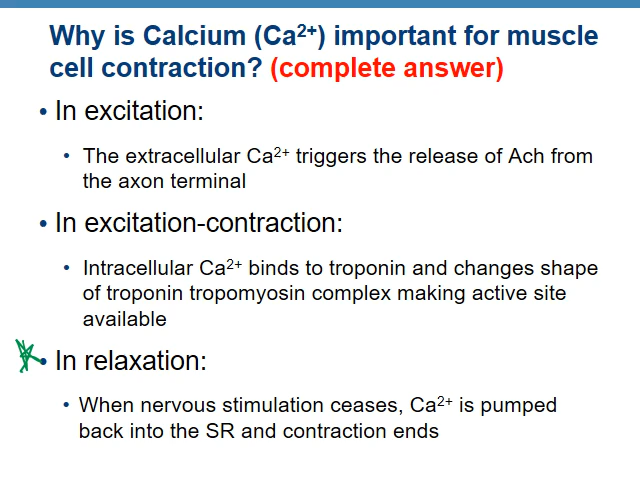 Why is Calcium (Ca²⁺) important for muscle
cell contraction? (complete answer)
• In excitation:
• The extracellular Ca²⁺ triggers the release of Ach from
the axon terminal
• In excitation-contraction:
• Intracellular Ca²⁺ binds to troponin and changes shape
of troponin tropomyosin complex making active site
available
• In relaxation:
• When nervous stimulation ceases, Ca²⁺ is pumped
back into the SR and contraction ends